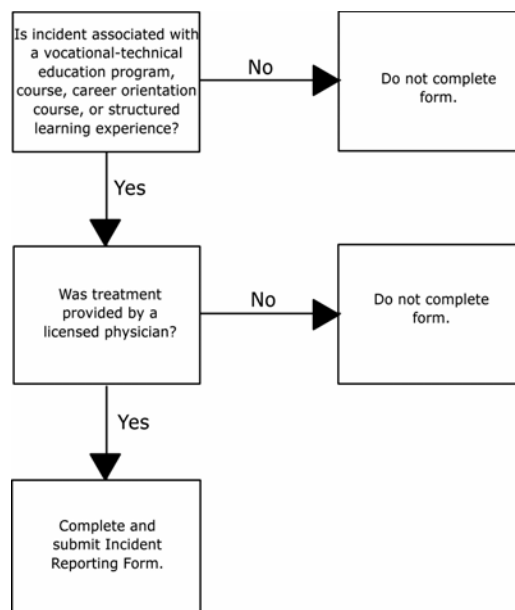 Is incident associated with
a vocational-technical
education program,
course, career orientation
course, or structured
learning experience?
No
Do not complete
form.
Yes
Was treatment
provided by a
licensed physician?
No
Do not complete
form.
Yes
Complete and
submit Incident
Reporting Form.